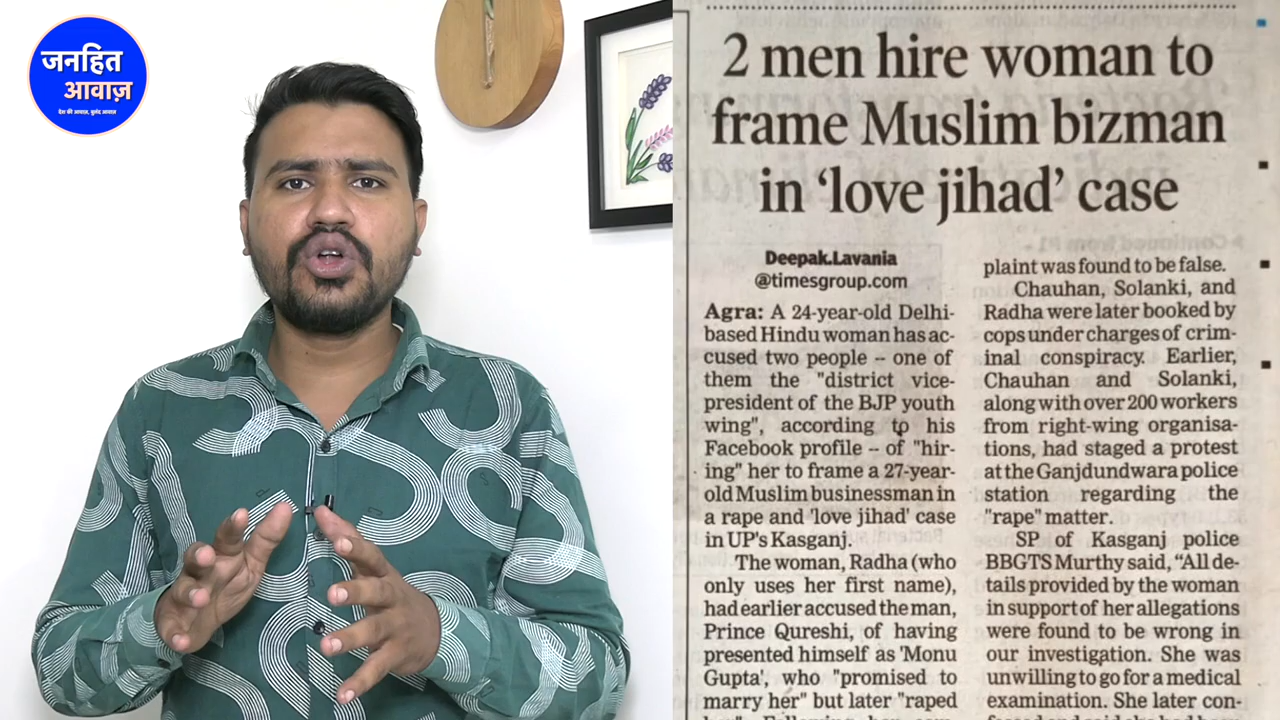 जनहित
आवाज़
देश की आवाज़, बुलंद आवाज़
2 men hire woman to
frame Muslim bizman
in ‘love jihad’ case
Deepak.Lavania
@timesgroup.com
Agra: A 24-year-old Delhi-
based Hindu woman has ac-
cused two people -- one of
them the "district vice-
president of the BJP youth
wing", according to his
Facebook profile -- of "hir-
ing" her to frame a 27-year-
old Muslim businessman in
a rape and 'love jihad' case
in UP's Kasganj.
The woman, Radha (who
only uses her first name),
had earlier accused the man,
Prince Qureshi, of having
presented himself as 'Monu
Gupta', who "promised to
marry her" but later "raped
plaint was found to be false.
Chauhan, Solanki, and
Radha were later booked by
cops under charges of crim-
inal conspiracy. Earlier,
Chauhan and Solanki,
along with over 200 workers
from right-wing organisa-
tions, had staged a protest
at the Ganjdundwara police
station regarding the
"rape" matter.
SP of Kasganj police
BBGTS Murthy said, “All de-
tails provided by the woman
in support of her allegations
were found to be wrong in
our investigation. She was
unwilling to go for a medical
examination. She later con-